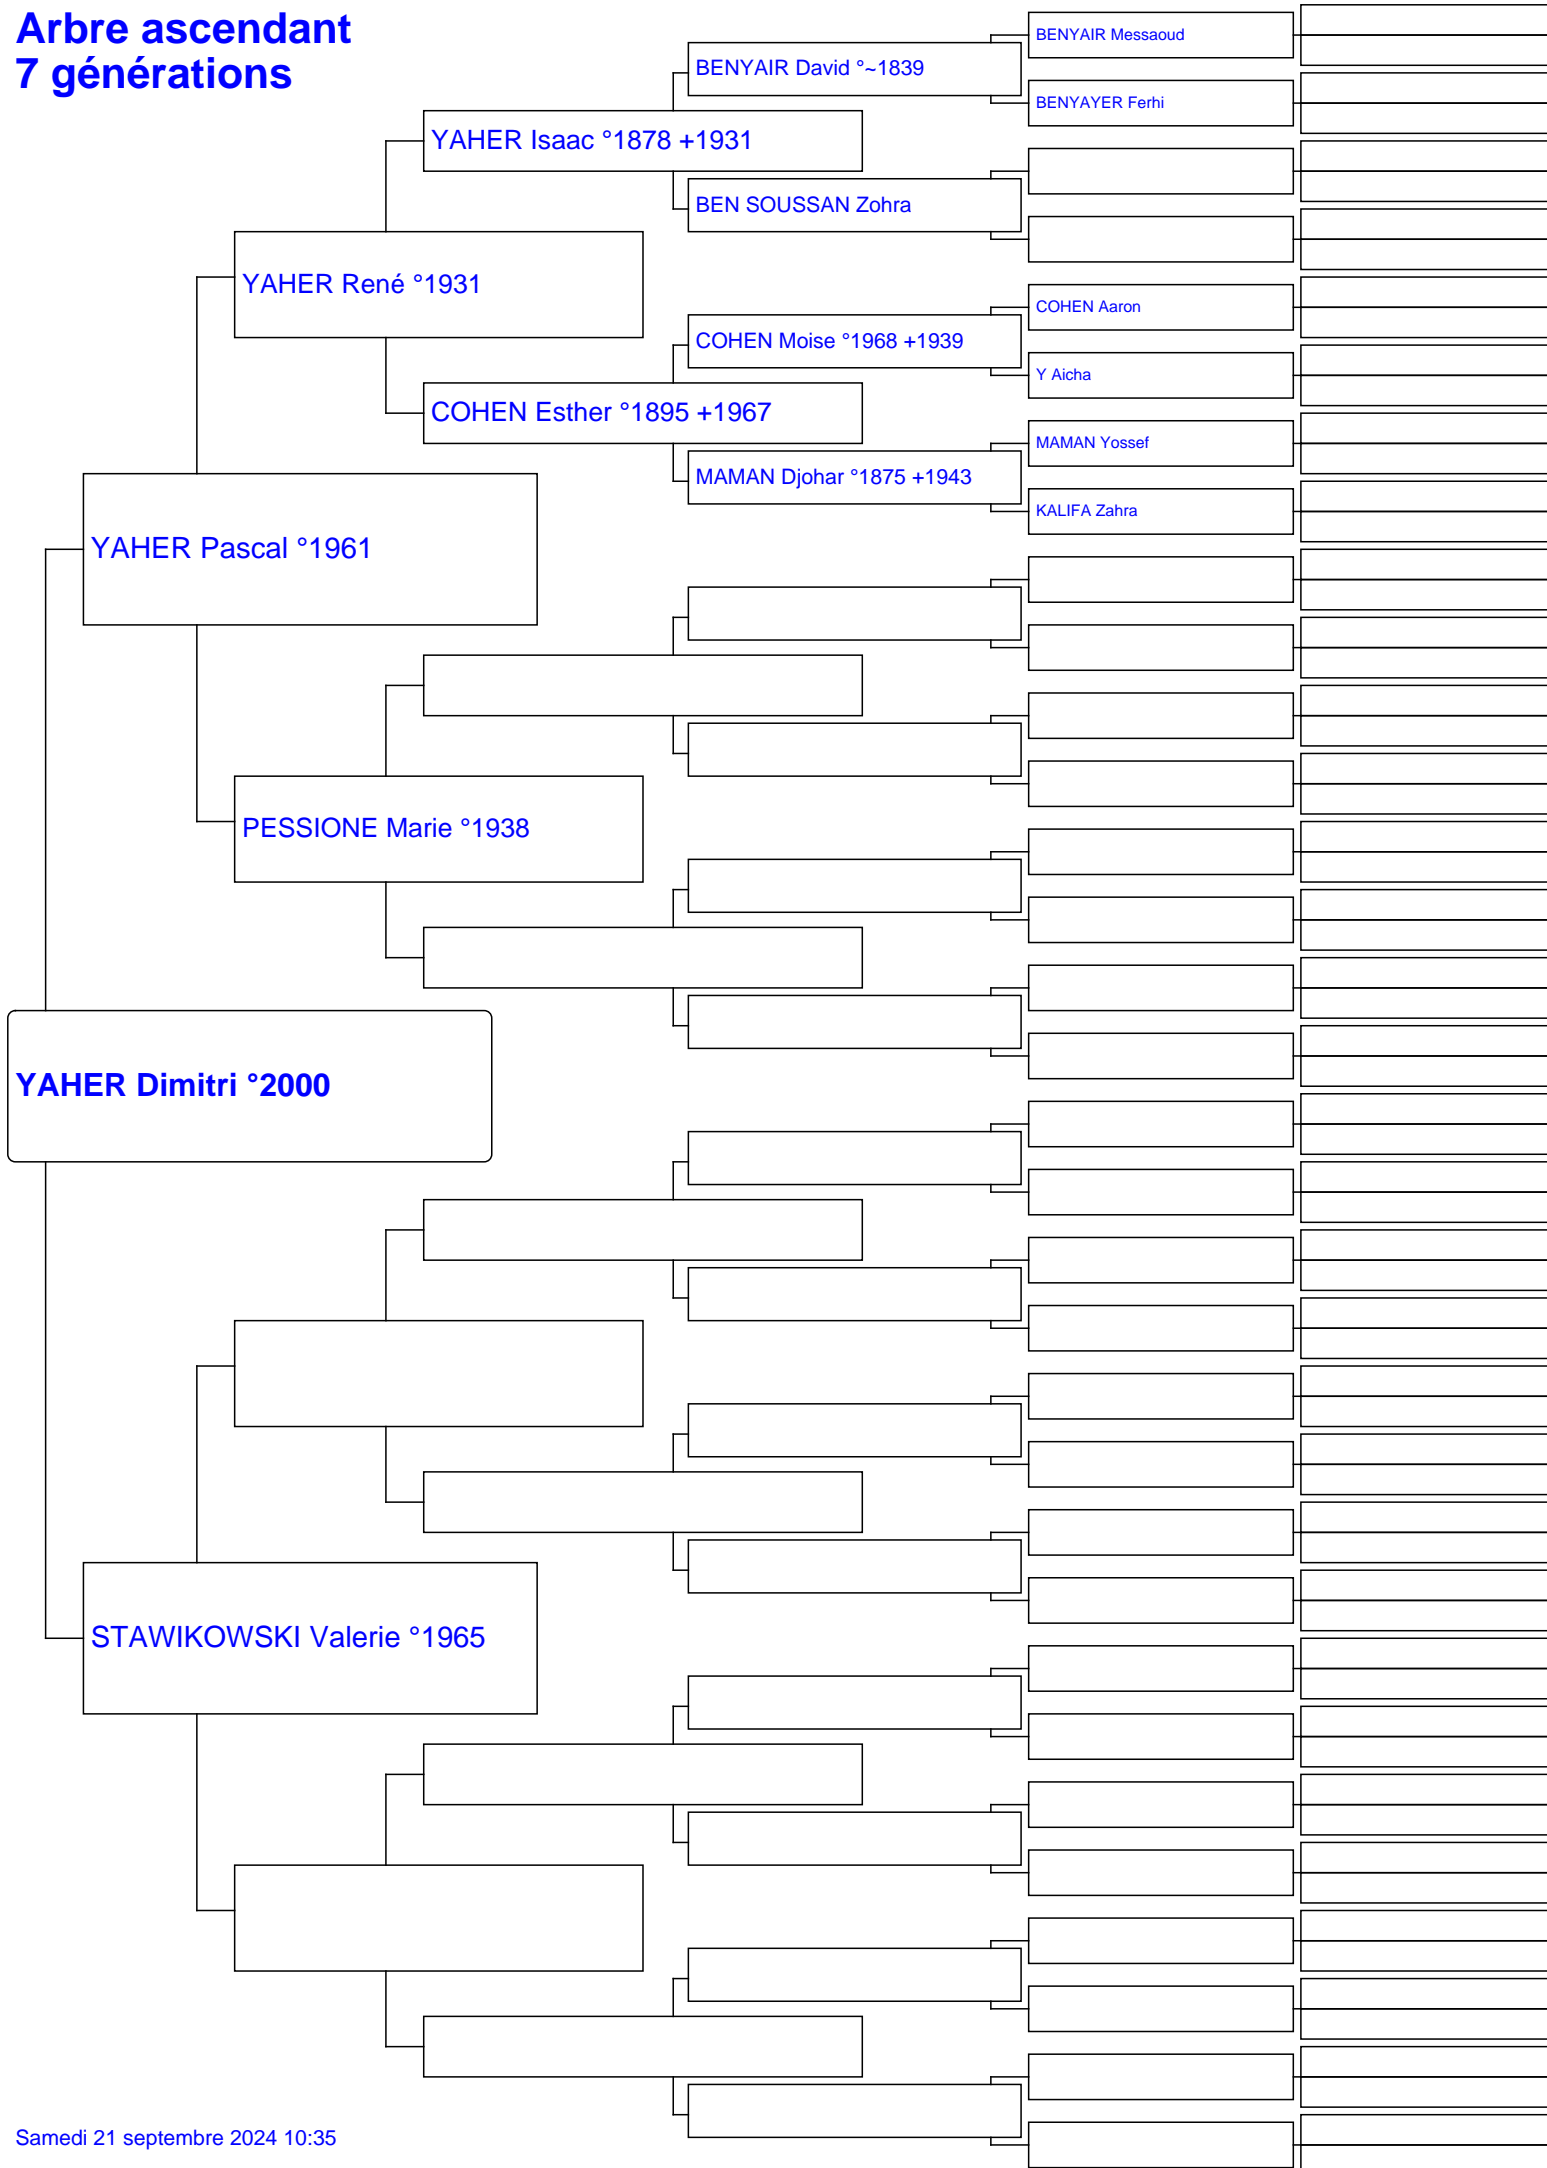 Arbre ascendant
7 générations
BENYAIR Messaoud
BENYAIR David °~1839
BENYAYER Ferhi
YAHER Isaac °1878 +1931
BEN SOUSSAN Zohra
YAHER René °1931
COHEN Aaron
COHEN Moise °1968 +1939
Y Aicha
COHEN Esther °1895 +1967
MAMAN Yossef
MAMAN Djohar °1875 +1943
KALIFA Zahra
YAHER Pascal °1961
PESSIONE Marie °1938
YAHER Dimitri °2000
STAWIKOWSKI Valerie °1965
Samedi 21 septembre 2024 10:35